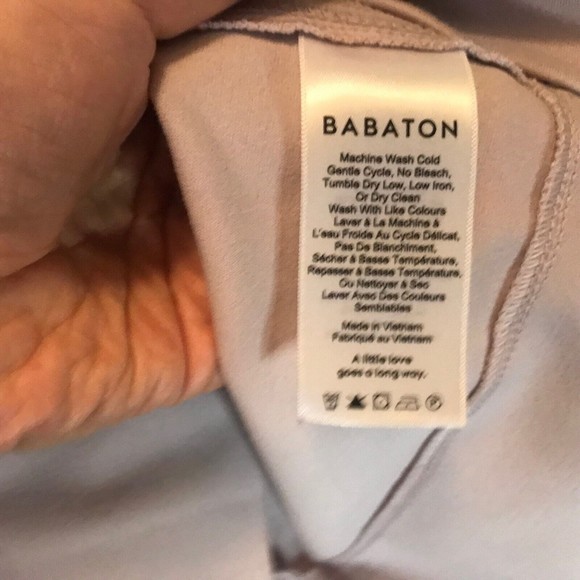 BABATON
Machine Wash Cold
Gentle Cycle, No Bleach,
Tumble Dry Low, Low Iron,
Or Dry Clean
Wash With Like Colours
Laver à La Machine à
L'eau Froide Au Cycle Délicat,
Pas De Blanchiment,
Sécher à Basse Température,
Repasser à Basse Température,
Ou Nettoyer à Sec
Laver Avec Des Couleurs
Semblables
Made in Vietnam
Fabriqué au Vietnam
A little love
goes a long way.